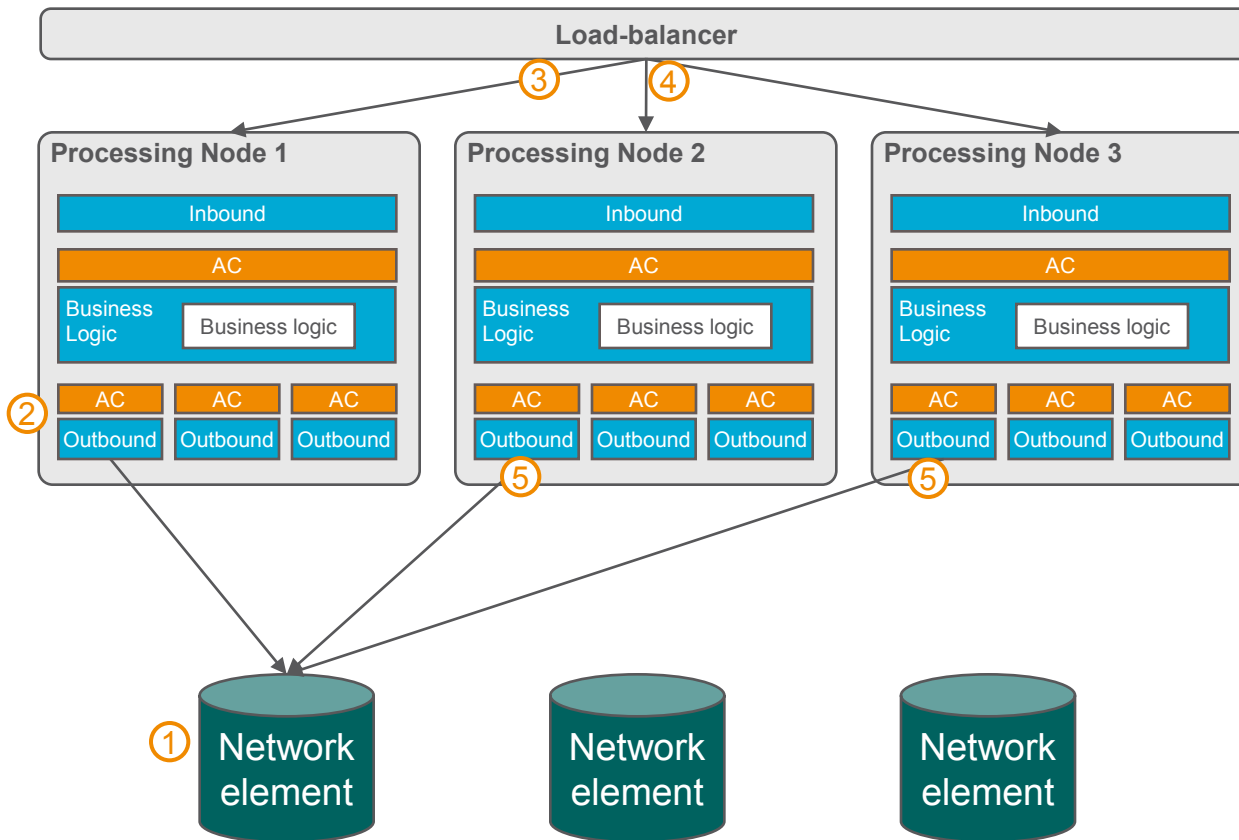 Load-balancer
3
4
Processing Node 1
Processing Node 2
Processing Node 3
Inbound
Inbound
Inbound
AC
AC
AC
Business
Logic
Business logic
Business
Logic
Business logic
Business
Logic
Business logic
2
AC
AC
AC
AC
AC
AC
AC
AC
AC
Outbound
Outbound
Outbound
Outbound
Outbound
Outbound
Outbound
Outbound
Outbound
5
5
1
Network
element
Network
element
Network
element